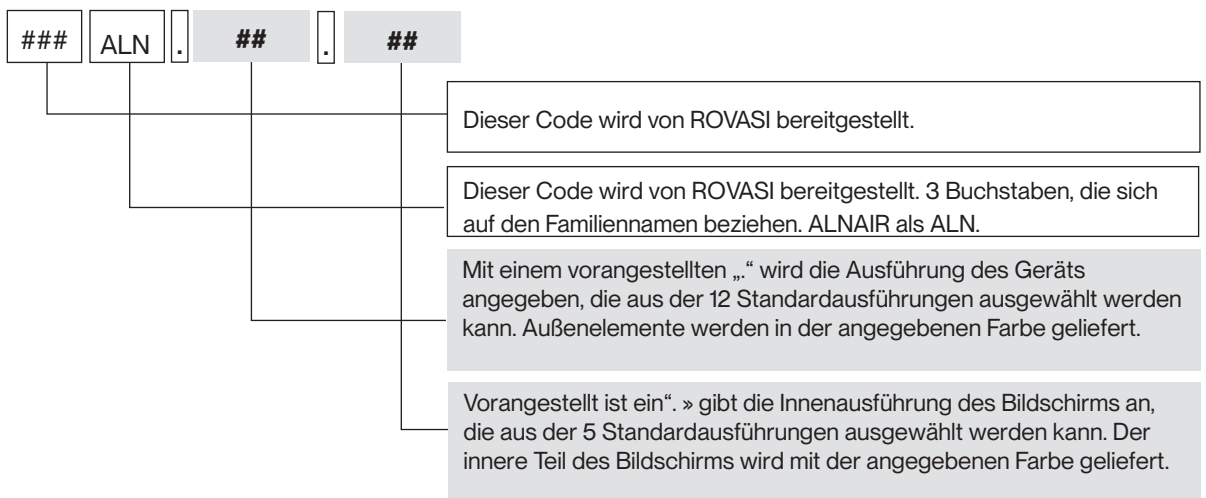 ### ALN . ## . ##
Dieser Code wird von ROVASI bereitgestellt.
Dieser Code wird von ROVASI bereitgestellt. 3 Buchstaben, die sich
auf den Familiennamen beziehen. ALNAIR als ALN.
Mit einem vorangestellten „.“ wird die Ausführung des Geräts
angegeben, die aus der 12 Standardausführungen ausgewählt werden
kann. Außenelemente werden in der angegebenen Farbe geliefert.
Vorangestellt ist ein“. » gibt die Innenausführung des Bildschirms an,
die aus der 5 Standardausführungen ausgewählt werden kann. Der
innere Teil des Bildschirms wird mit der angegebenen Farbe geliefert.